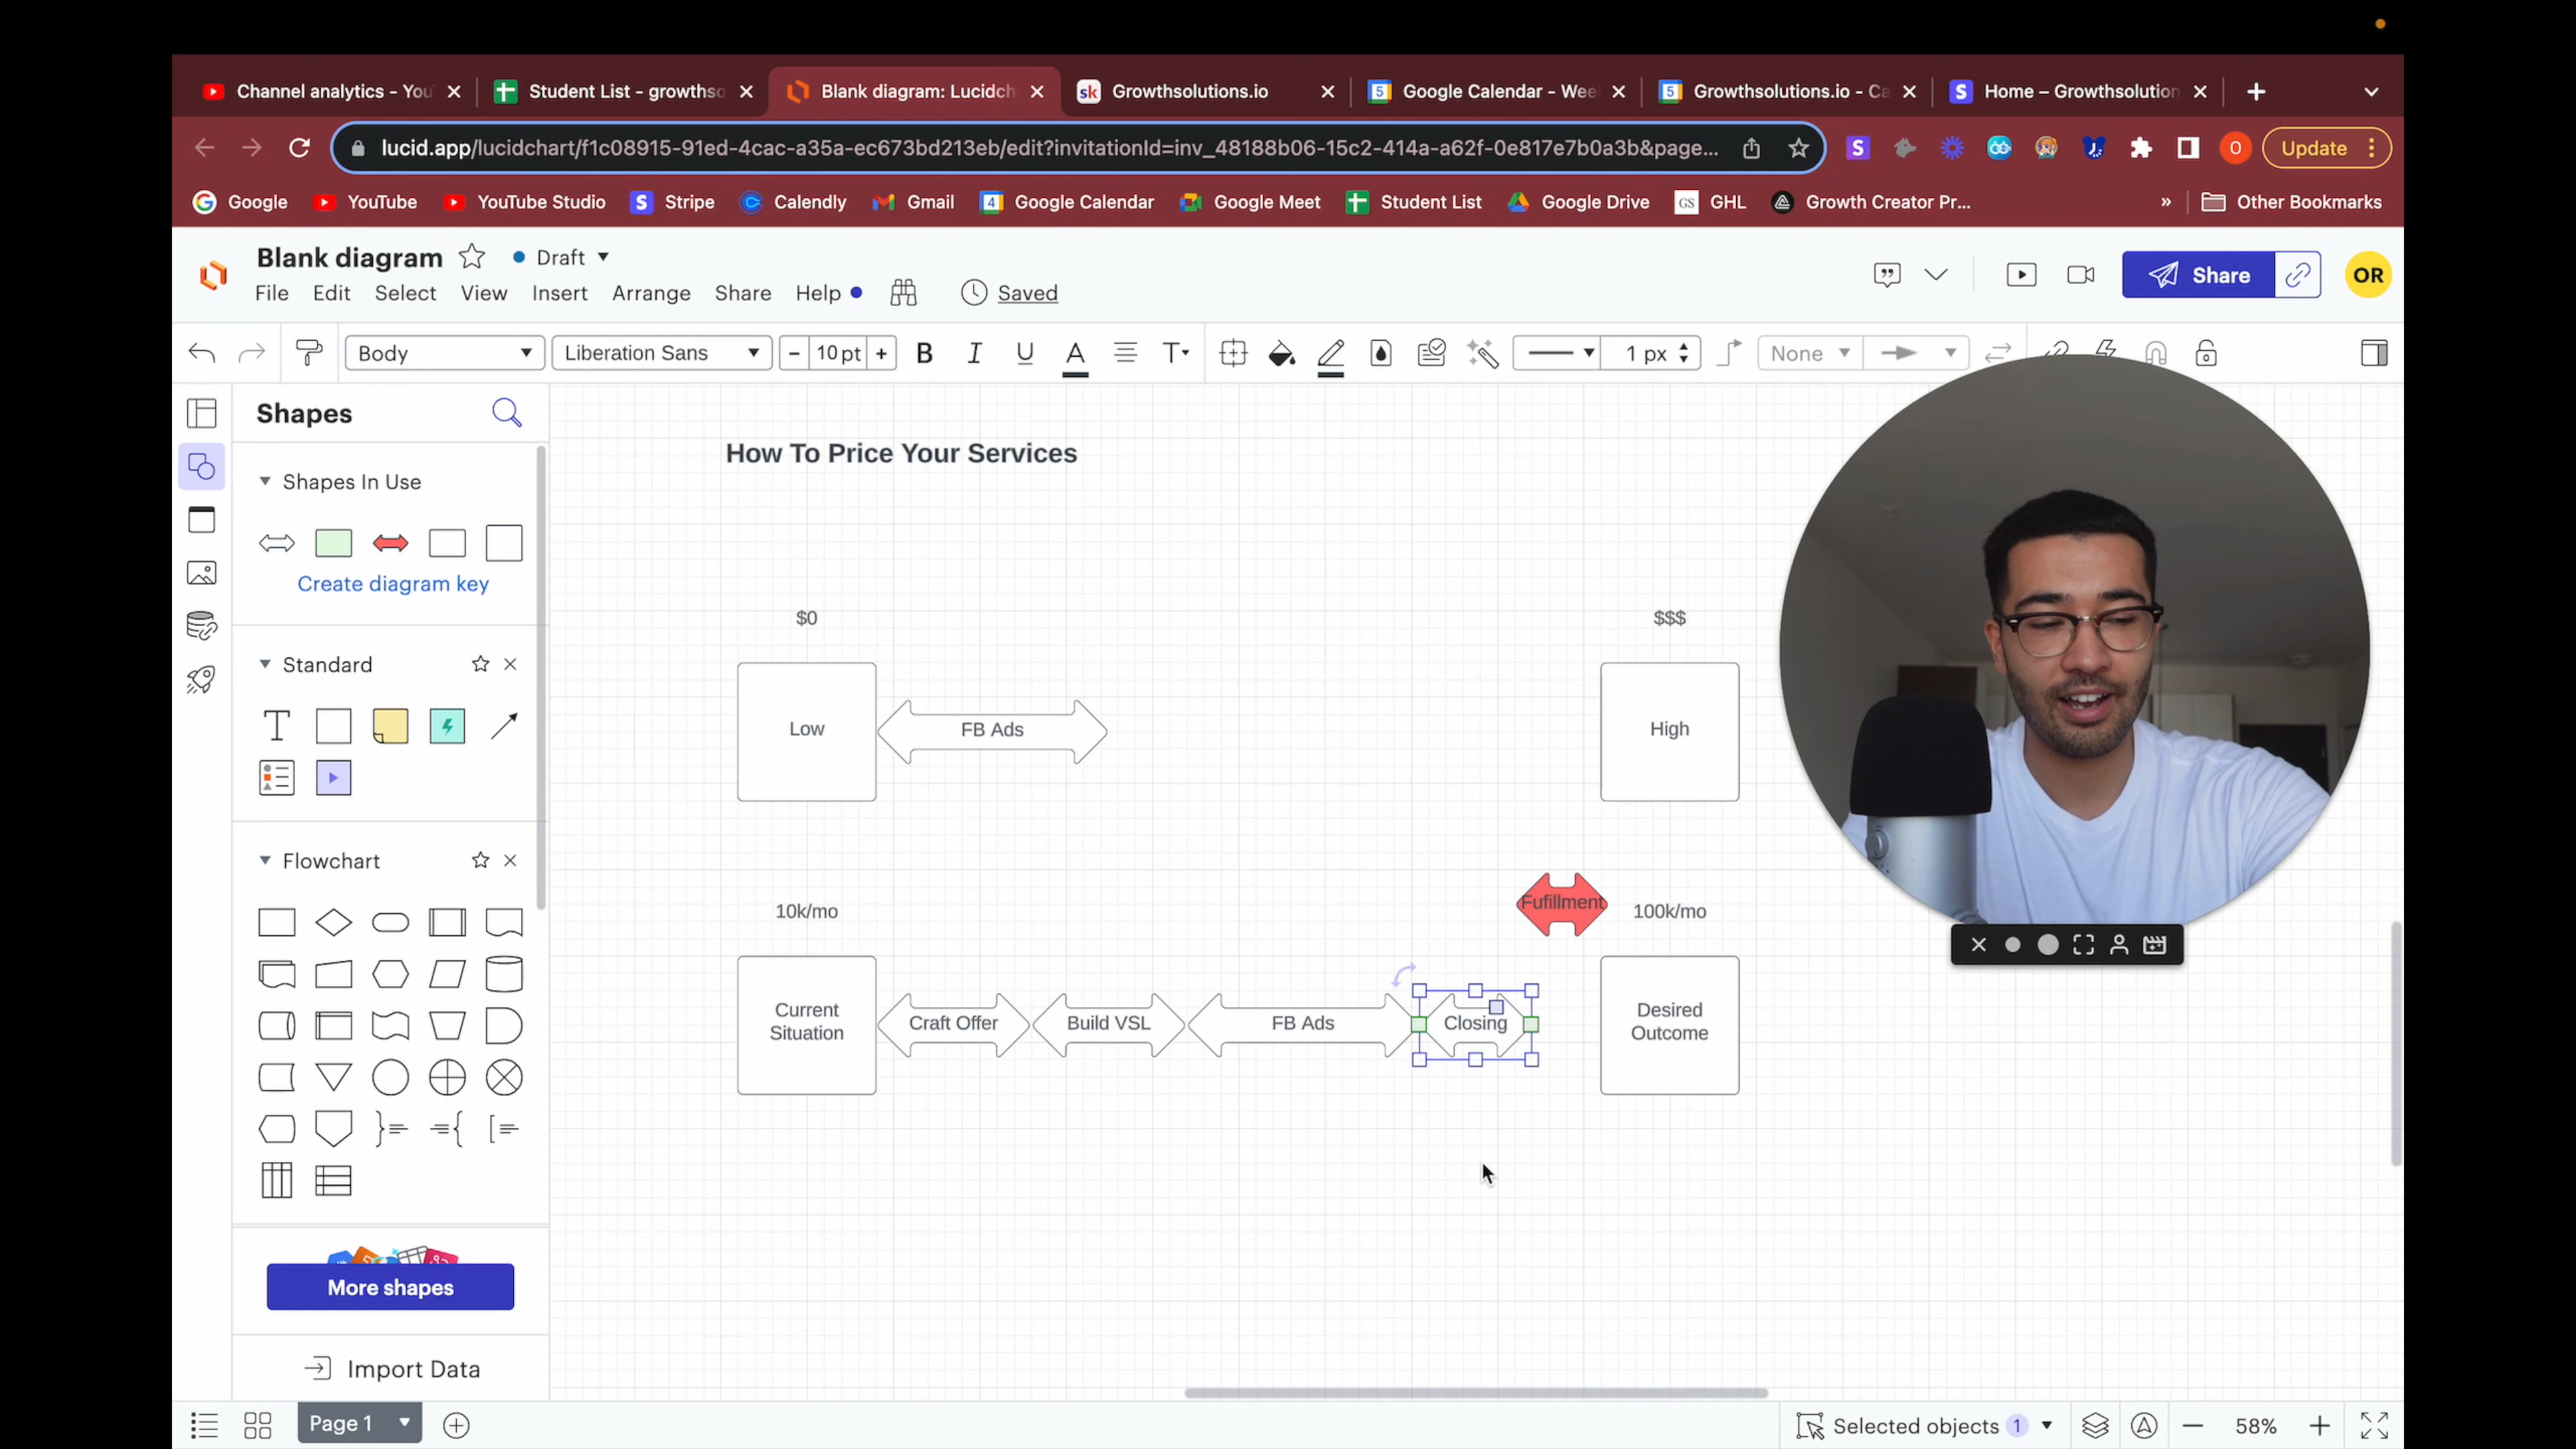 Channel analytics - You
Student List - growthso
Blank diagram: Lucidch
sk
Growthsolutions.io
5
Google Calendar - Wee
5
Growthsolutions.io - Ca
S
Home – Growthsolution
lucid.app/lucidchart/f1c08915-91ed-4cac-a35a-ec673bd213eb/edit?invitationId=inv_48188b06-15c2-414a-a62f-0e817e7b0a3b&page...
S
O
Update
Google
YouTube
YouTube Studio
S
Stripe
Calendly
Gmail
4
Google Calendar
Google Meet
Student List
Google Drive
GS
GHL
Growth Creator Pr...
»
Other Bookmarks
Blank diagram
Draft
File
Edit
Select
View
Insert
Arrange
Share
Help
Saved
Share
OR
Body
Liberation Sans
10 pt
B
I
U
A
T
1 px
None
Shapes
Shapes In Use
Create diagram key
Standard
T
Flowchart
More shapes
Import Data
How To Price Your Services
$0
$$$
Low
FB Ads
High
10k/mo
Fufillment
100k/mo
Current
Situation
Craft Offer
Build VSL
FB Ads
Closing
Desired
Outcome
Page 1
Selected objects
1
58%